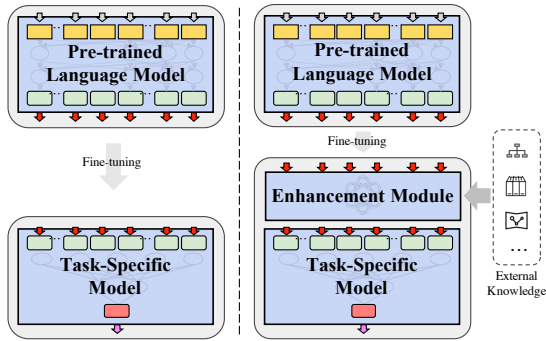 Pre-trained
Language Model
Fine-tuning
Task-Specific
Model
Pre-trained
Language Model
Fine-tuning
Enhancement Module
Task-Specific
Model
...
External
Knowledge